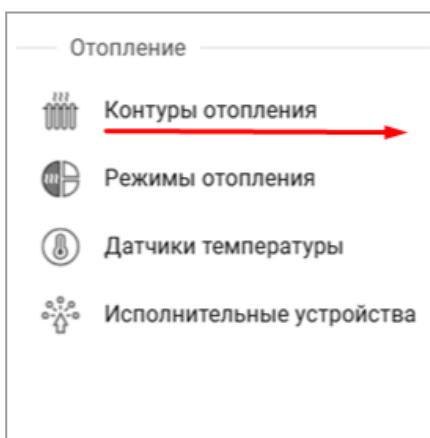 Отопление
Контуры отопления
Режимы отопления
Датчики температуры
Исполнительные устройства